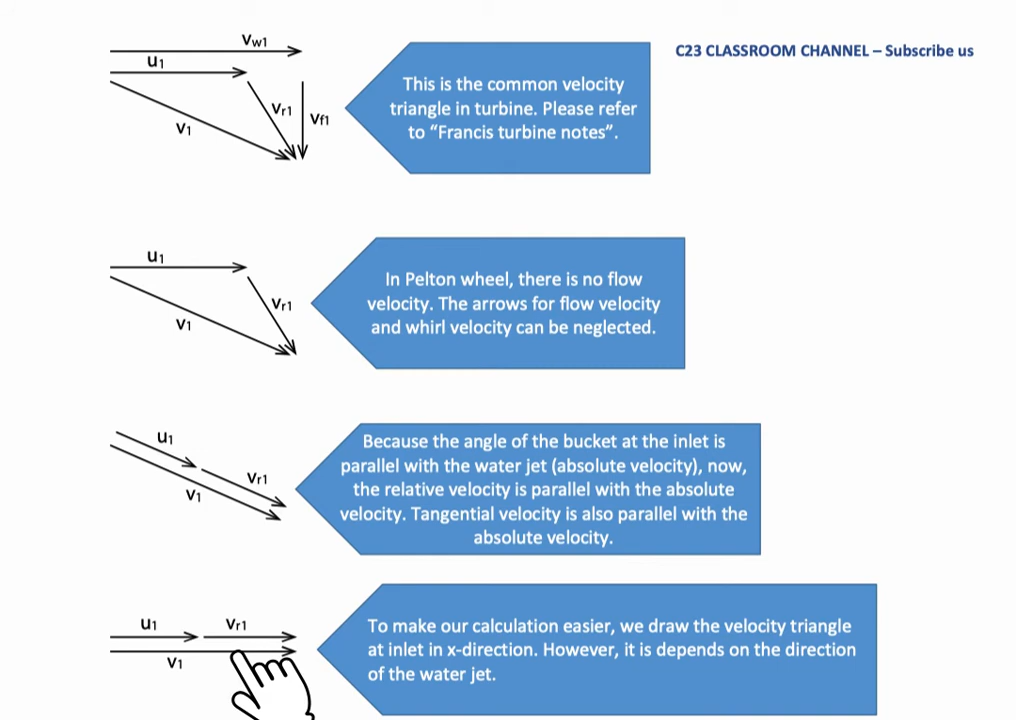 Vw1
C23 CLASSROOM CHANNEL – Subscribe us
u1
This is the common velocity
triangle in turbine. Please refer
to “Francis turbine notes”.
Vr1
Vf1
V1
u1
In Pelton wheel, there is no flow
velocity. The arrows for flow velocity
and whirl velocity can be neglected.
Vr1
V1
u1
Vr1
V1
Because the angle of the bucket at the inlet is
parallel with the water jet (absolute velocity), now,
the relative velocity is parallel with the absolute
velocity. Tangential velocity is also parallel with the
absolute velocity.
u1
Vr1
V1
To make our calculation easier, we draw the velocity triangle
at inlet in x-direction. However, it is depends on the direction
of the water jet.